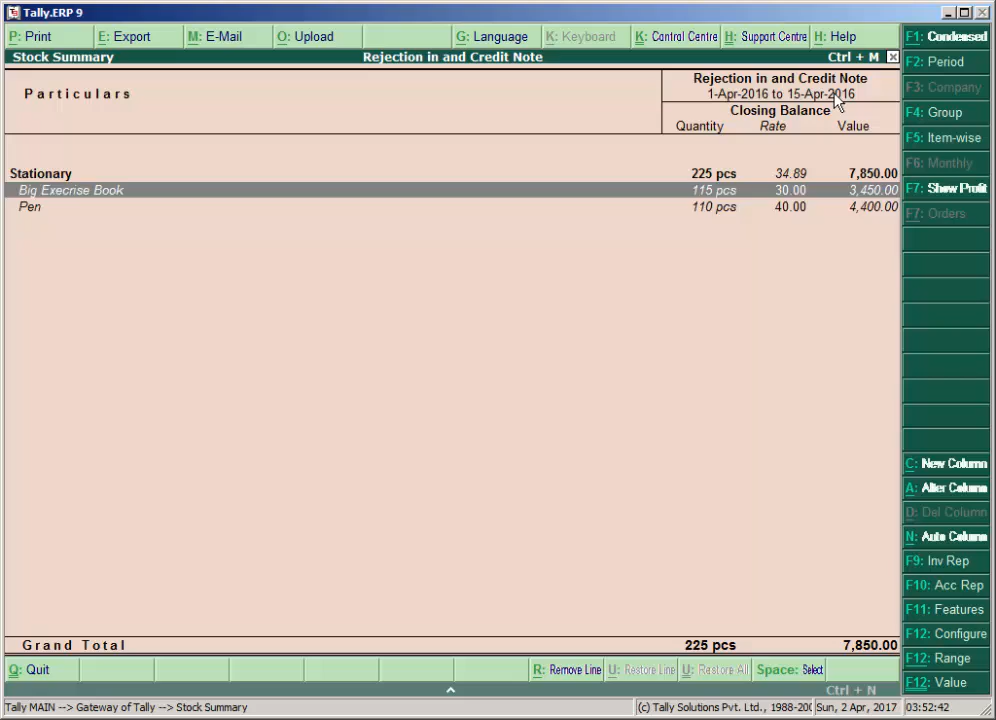 Tally.ERP 9
P: Print E: Export M: E-Mail O: Upload G: Language K: Keyboard K: Control Centre H: Support Centre H: Help
Stock Summary Rejection in and Credit Note Ctrl + M
Particulars
Rejection in and Credit Note
1-Apr-2016 to 15-Apr-2016
Closing Balance
Quantity Rate Value
Stationary 225 pcs 34.89 7,850.00
Big Execrise Book 115 pcs 30.00 3,450.00
Pen 110 pcs 40.00 4,400.00
Grand Total 225 pcs 7,850.00
F1: Condensed
F2: Period
F3: Company
F4: Group
F5: Item-wise
F6: Monthly
F7: Show Profit
F7: Orders
C: New Column
A: Alter Column
D: Del Column
N: Auto Column
F9: Inv Rep
F10: Acc Rep
F11: Features
F12: Configure
F12: Range
F12: Value
Q: Quit R: Remove Line U: Restore Line U: Restore All Space: Select
Ctrl + N
Tally MAIN --> Gateway of Tally --> Stock Summary (c) Tally Solutions Pvt. Ltd., 1988-200 Sun, 2 Apr, 2017 03:52:42